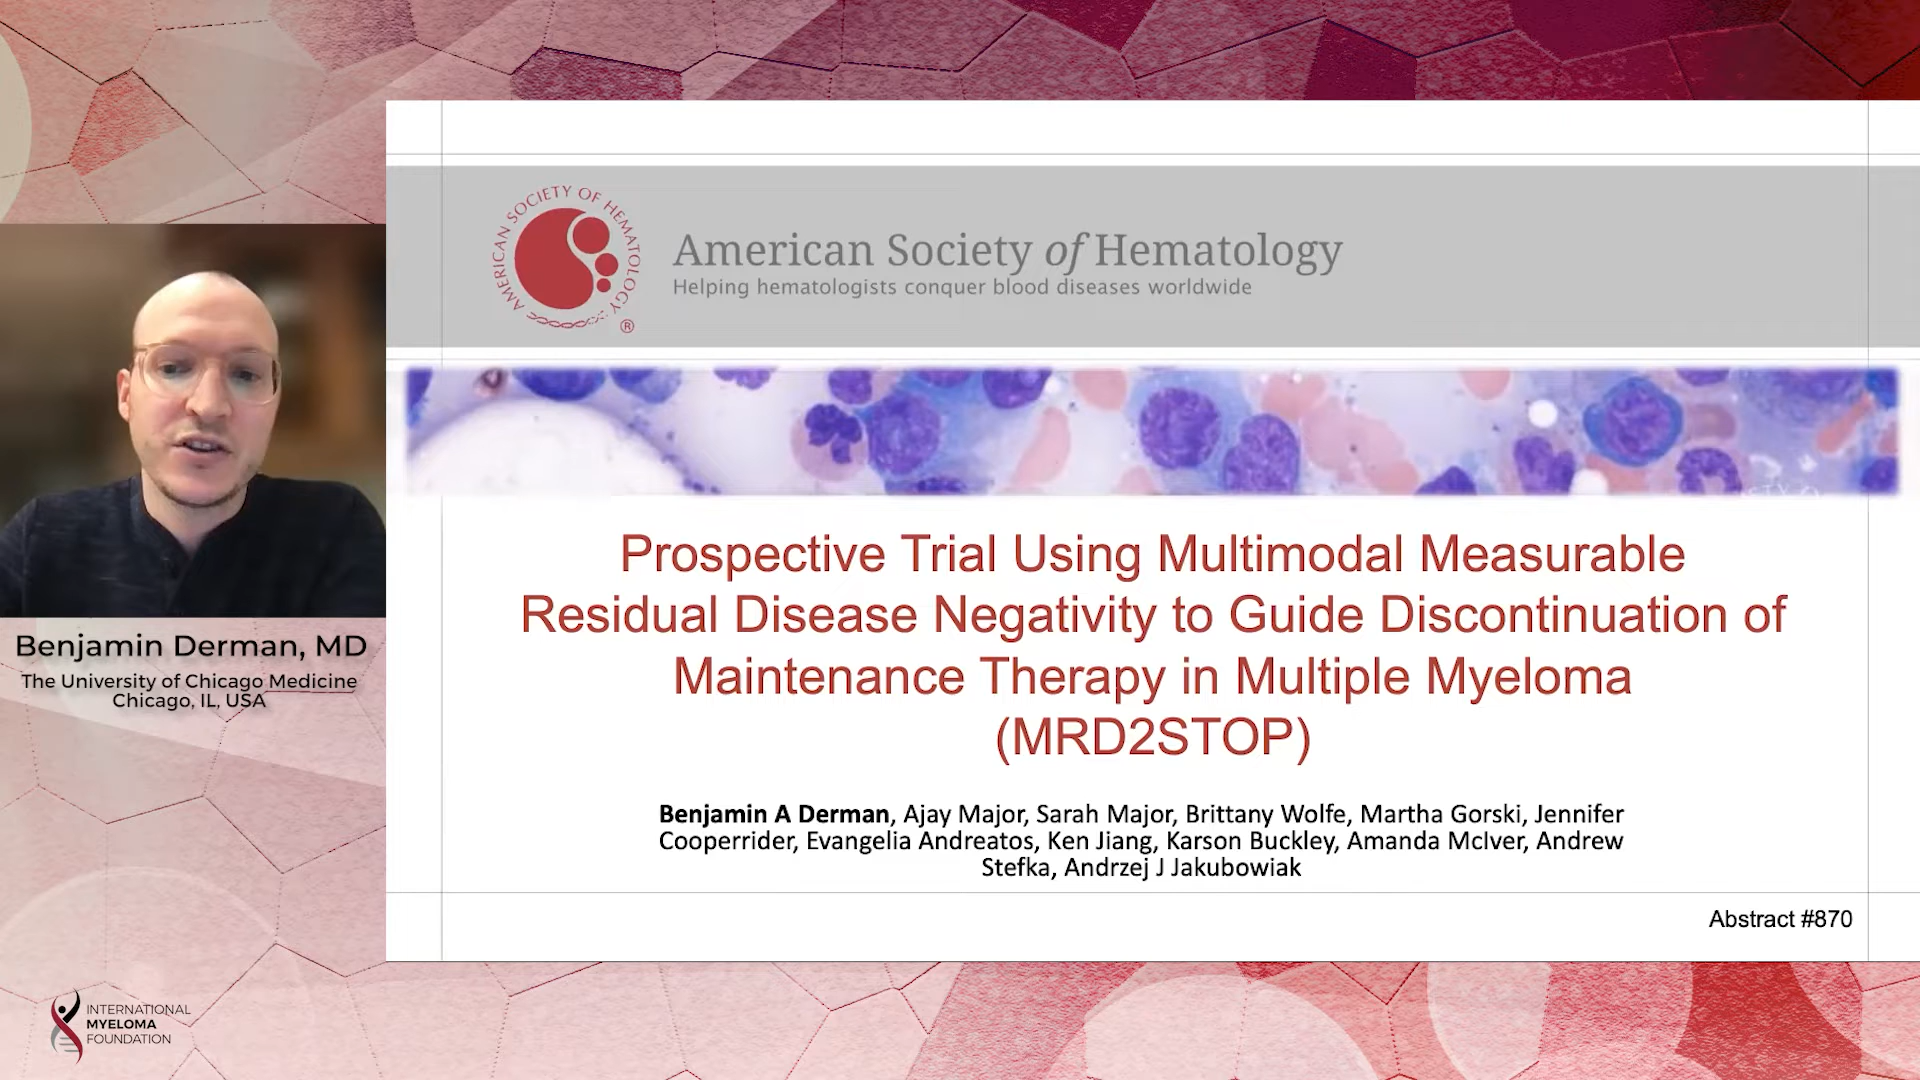 AMERICAN SOCIETY OF HEMATOLOGY
®
American Society of Hematology
Helping hematologists conquer blood diseases worldwide
Prospective Trial Using Multimodal Measurable
Residual Disease Negativity to Guide Discontinuation of
Maintenance Therapy in Multiple Myeloma
(MRD2STOP)
Benjamin A Derman, Ajay Major, Sarah Major, Brittany Wolfe, Martha Gorski, Jennifer
Cooperrider, Evangelia Andreatos, Ken Jiang, Karson Buckley, Amanda McIver, Andrew
Stefka, Andrzej J Jakubowiak
Abstract #870
Benjamin Derman, MD
The University of Chicago Medicine
Chicago, IL, USA
INTERNATIONAL
MYELOMA
FOUNDATION